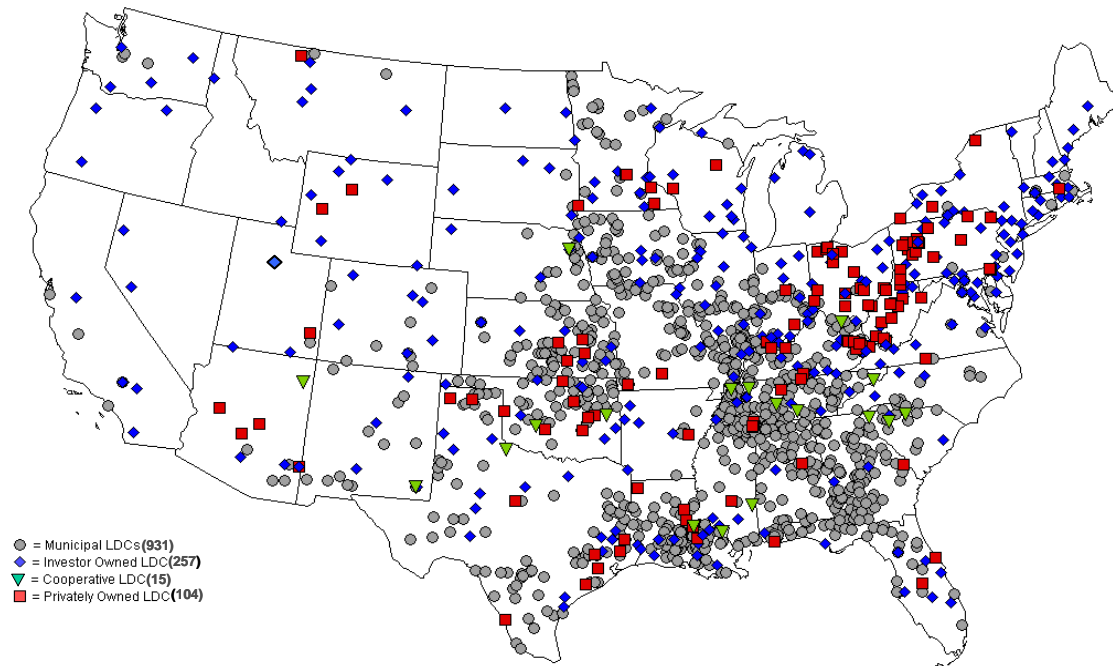 = Municipal LDCs(931)
= Investor Owned LDC(257)
= Cooperative LDC(15)
= Privately Owned LDC(104)